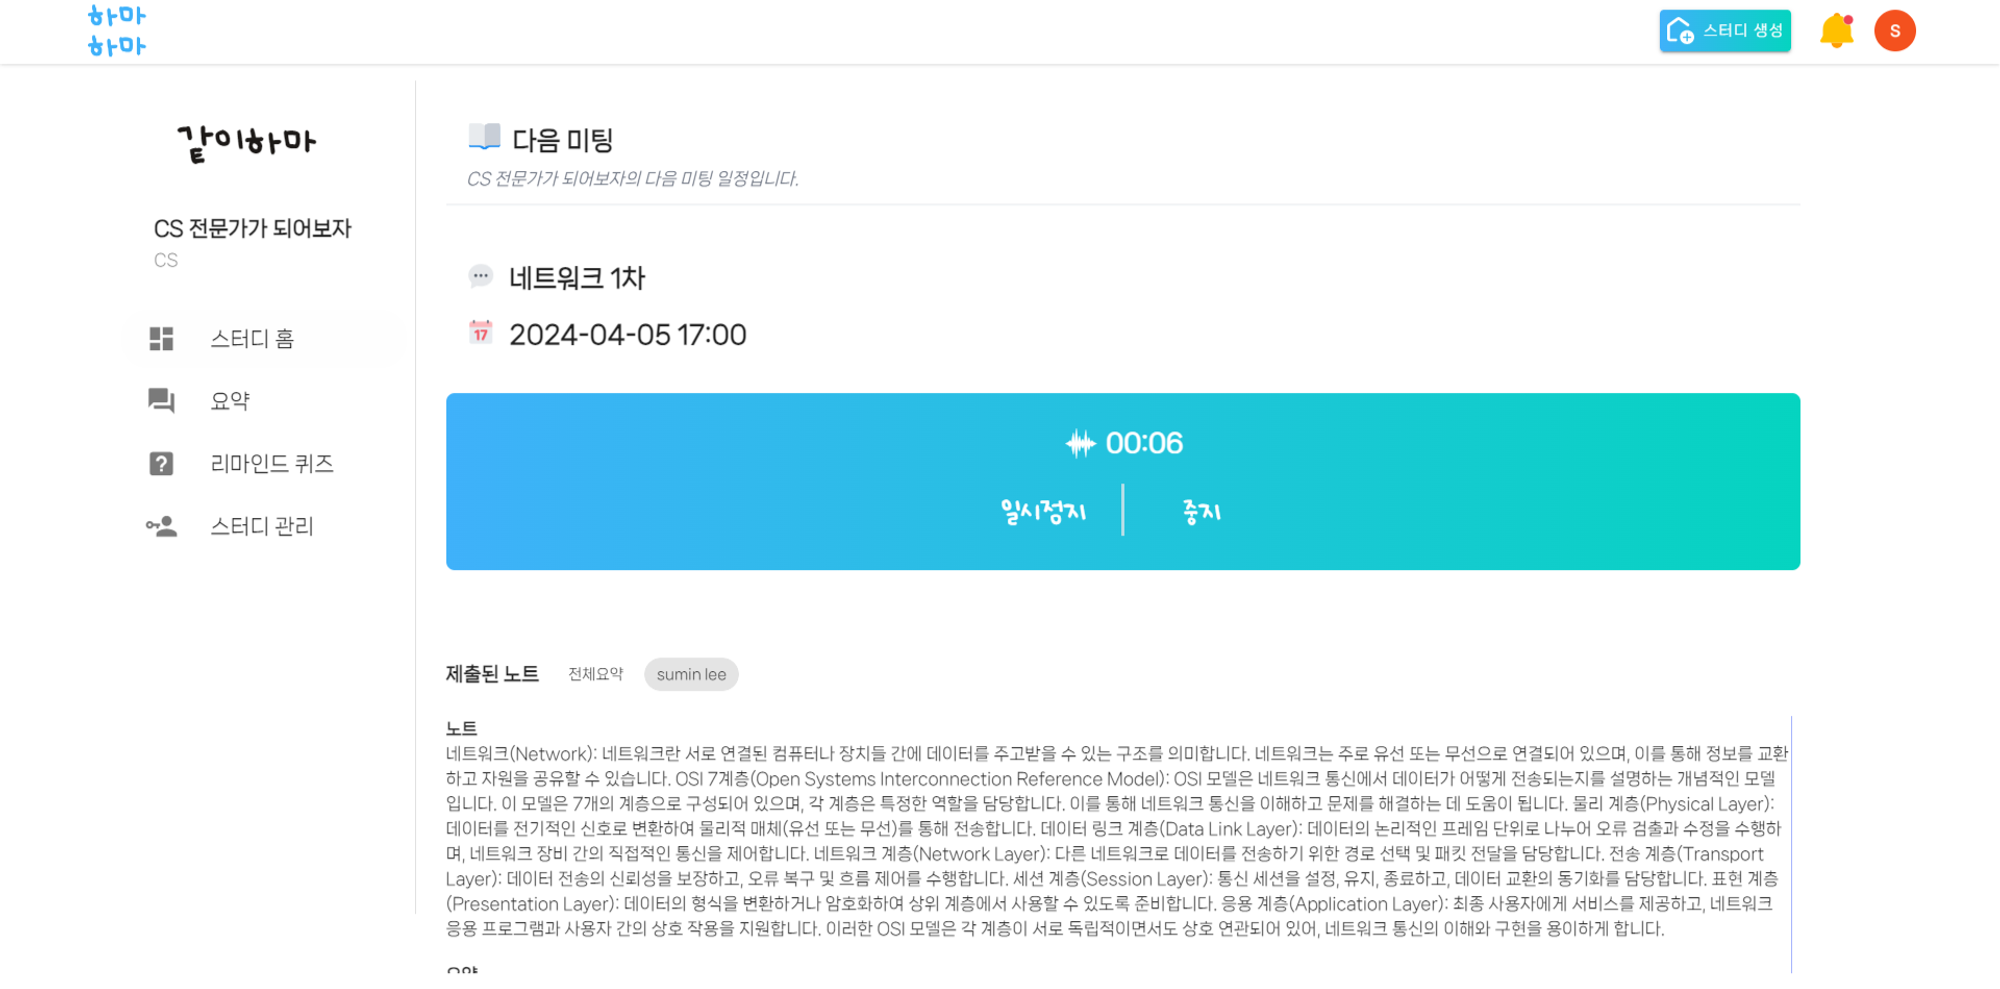 하마
하마
스터디 생성
S
같이하마
CS 전문가가 되어보자
CS
스터디 홈
요약
리마인드 퀴즈
스터디 관리
다음 미팅
CS 전문가가 되어보자의 다음 미팅 일정입니다.
네트워크 1차
17
2024-04-05 17:00
00:06
일시정지
중지
제출된 노트 전체요약 sumin lee
노트
네트워크(Network): 네트워크란 서로 연결된 컴퓨터나 장치들 간에 데이터를 주고받을 수 있는 구조를 의미합니다. 네트워크는 주로 유선 또는 무선으로 연결되어 있으며, 이를 통해 정보를 교환
하고 자원을 공유할 수 있습니다. OSI 7계층(Open Systems Interconnection Reference Model): OSI 모델은 네트워크 통신에서 데이터가 어떻게 전송되는지를 설명하는 개념적인 모델
입니다. 이 모델은 7개의 계층으로 구성되어 있으며, 각 계층은 특정한 역할을 담당합니다. 이를 통해 네트워크 통신을 이해하고 문제를 해결하는 데 도움이 됩니다. 물리 계층(Physical Layer):
데이터를 전기적인 신호로 변환하여 물리적 매체(유선 또는 무선)를 통해 전송합니다. 데이터 링크 계층(Data Link Layer): 데이터의 논리적인 프레임 단위로 나누어 오류 검출과 수정을 수행하
며, 네트워크 장비 간의 직접적인 통신을 제어합니다. 네트워크 계층(Network Layer): 다른 네트워크로 데이터를 전송하기 위한 경로 선택 및 패킷 전달을 담당합니다. 전송 계층(Transport
Layer): 데이터 전송의 신뢰성을 보장하고, 오류 복구 및 흐름 제어를 수행합니다. 세션 계층(Session Layer): 통신 세션을 설정, 유지, 종료하고, 데이터 교환의 동기화를 담당합니다. 표현 계층
(Presentation Layer): 데이터의 형식을 변환하거나 암호화하여 상위 계층에서 사용할 수 있도록 준비합니다. 응용 계층(Application Layer): 최종 사용자에게 서비스를 제공하고, 네트워크
응용 프로그램과 사용자 간의 상호 작용을 지원합니다. 이러한 OSI 모델은 각 계층이 서로 독립적이면서도 상호 연관되어 있어, 네트워크 통신의 이해와 구현을 용이하게 합니다.